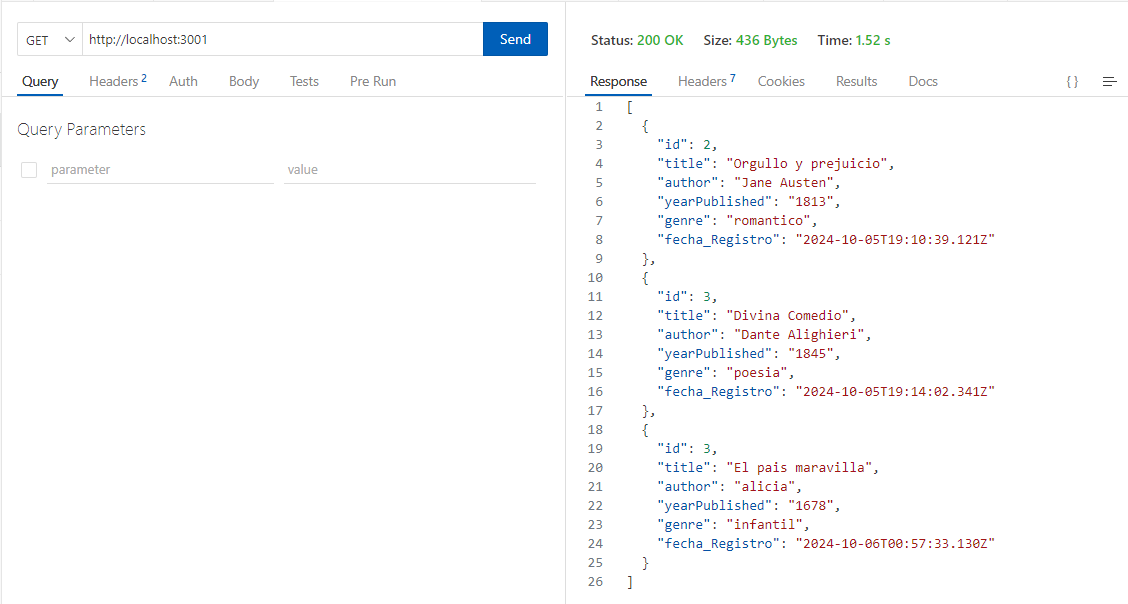 GET http://localhost:3001 Send
Query Headers 2 Auth Body Tests Pre Run
Query Parameters
parameter value
Status: 200 OK Size: 436 Bytes Time: 1.52 s
Response Headers 7 Cookies Results Docs { }
1 [
2 {
3 "id": 2,
4 "title": "Orgullo y prejuicio",
5 "author": "Jane Austen",
6 "yearPublished": "1813",
7 "genre": "romantico",
8 "fecha_Registro": "2024-10-05T19:10:39.121Z"
9 },
10 {
11 "id": 3,
12 "title": "Divina Comedio",
13 "author": "Dante Alighieri",
14 "yearPublished": "1845",
15 "genre": "poesia",
16 "fecha_Registro": "2024-10-05T19:14:02.341Z"
17 },
18 {
19 "id": 3,
20 "title": "El pais maravilla",
21 "author": "alicia",
22 "yearPublished": "1678",
23 "genre": "infantil",
24 "fecha_Registro": "2024-10-06T00:57:33.130Z"
25 }
26 ]